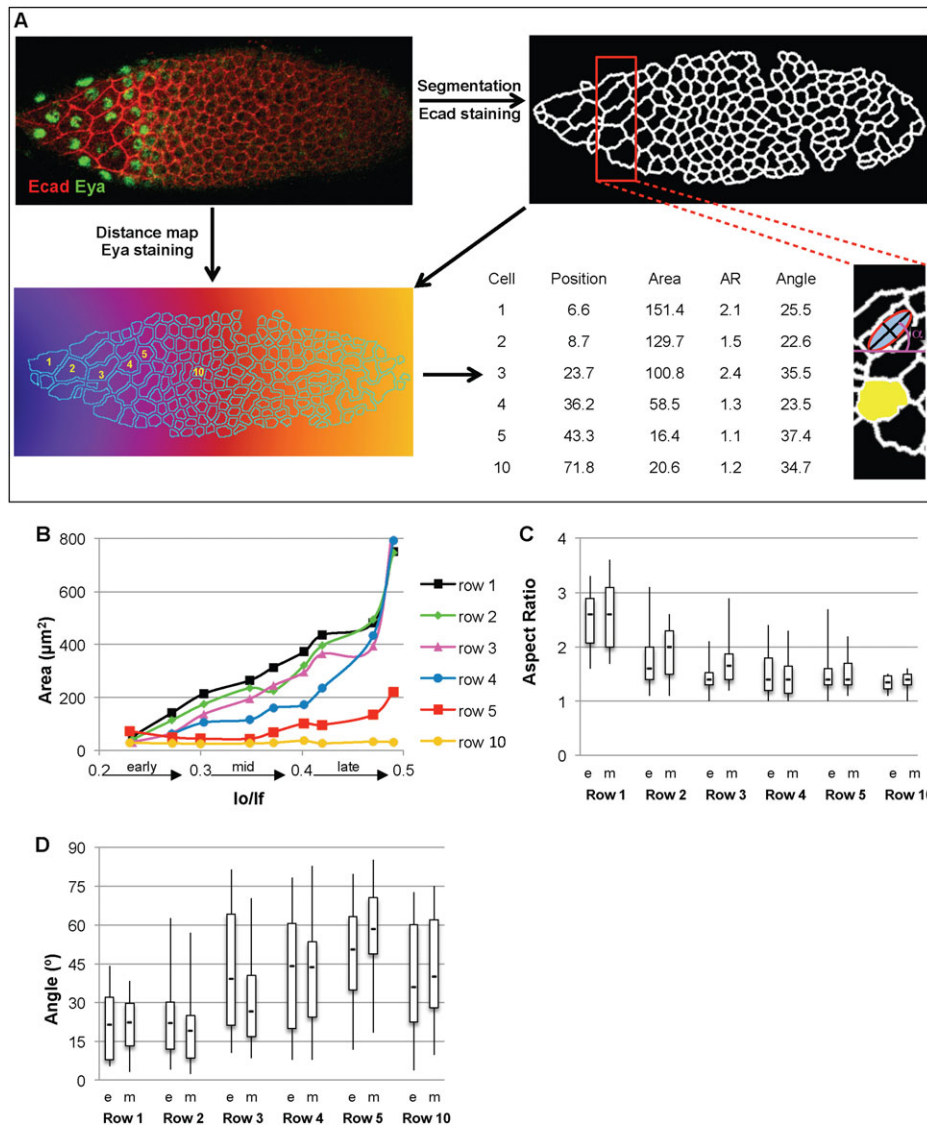 A
Ecad Eya
Segmentation
Ecad staining
Distance map
Eya staining
1
2
3
4
5
10
Cell Position Area AR Angle
1 6.6 151.4 2.1 25.5
2 8.7 129.7 1.5 22.6
3 23.7 100.8 2.4 35.5
4 36.2 58.5 1.3 23.5
5 43.3 16.4 1.1 37.4
10 71.8 20.6 1.2 34.7
α
B
Area (µm²)
800
600
400
200
0
0.2 early 0.3 mid 0.4 late 0.5
lo/lf
row 1
row 2
row 3
row 4
row 5
row 10
C
Aspect Ratio
4
3
2
1
0
e m e m e m e m e m e m
Row 1 Row 2 Row 3 Row 4 Row 5 Row 10
D
Angle (º)
90
75
60
45
30
15
0
e m e m e m e m e m e m
Row 1 Row 2 Row 3 Row 4 Row 5 Row 10